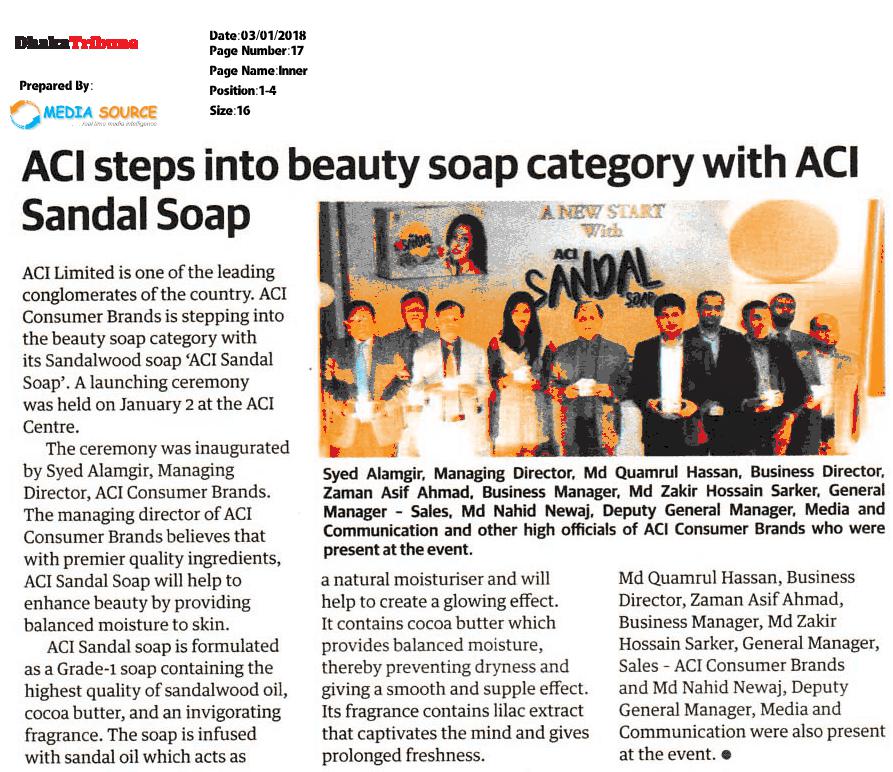 DhakaTribune
Prepared By:
MEDIA SOURCE
real time media intelligence
Date:03/01/2018
Page Number:17
Page Name:Inner
Position:1-4
Size:16
ACI steps into beauty soap category with ACI
Sandal Soap
ACI Limited is one of the leading
conglomerates of the country. ACI
Consumer Brands is stepping into
the beauty soap category with
its Sandalwood soap ‘ACI Sandal
Soap’. A launching ceremony
was held on January 2 at the ACI
Centre.
The ceremony was inaugurated
by Syed Alamgir, Managing
Director, ACI Consumer Brands.
The managing director of ACI
Consumer Brands believes that
with premier quality ingredients,
ACI Sandal Soap will help to
enhance beauty by providing
balanced moisture to skin.
ACI Sandal soap is formulated
as a Grade-1 soap containing the
highest quality of sandalwood oil,
cocoa butter, and an invigorating
fragrance. The soap is infused
with sandal oil which acts as
A NEW START
With
ACI
SANDAL
SOAP
SANDAL
Syed Alamgir, Managing Director, Md Quamrul Hassan, Business Director,
Zaman Asif Ahmad, Business Manager, Md Zakir Hossain Sarker, General
Manager – Sales, Md Nahid Newaj, Deputy General Manager, Media and
Communication and other high officials of ACI Consumer Brands who were
present at the event.
a natural moisturiser and will
help to create a glowing effect.
It contains cocoa butter which
provides balanced moisture,
thereby preventing dryness and
giving a smooth and supple effect.
Its fragrance contains lilac extract
that captivates the mind and gives
prolonged freshness.
Md Quamrul Hassan, Business
Director, Zaman Asif Ahmad,
Business Manager, Md Zakir
Hossain Sarker, General Manager,
Sales – ACI Consumer Brands
and Md Nahid Newaj, Deputy
General Manager, Media and
Communication were also present
at the event.